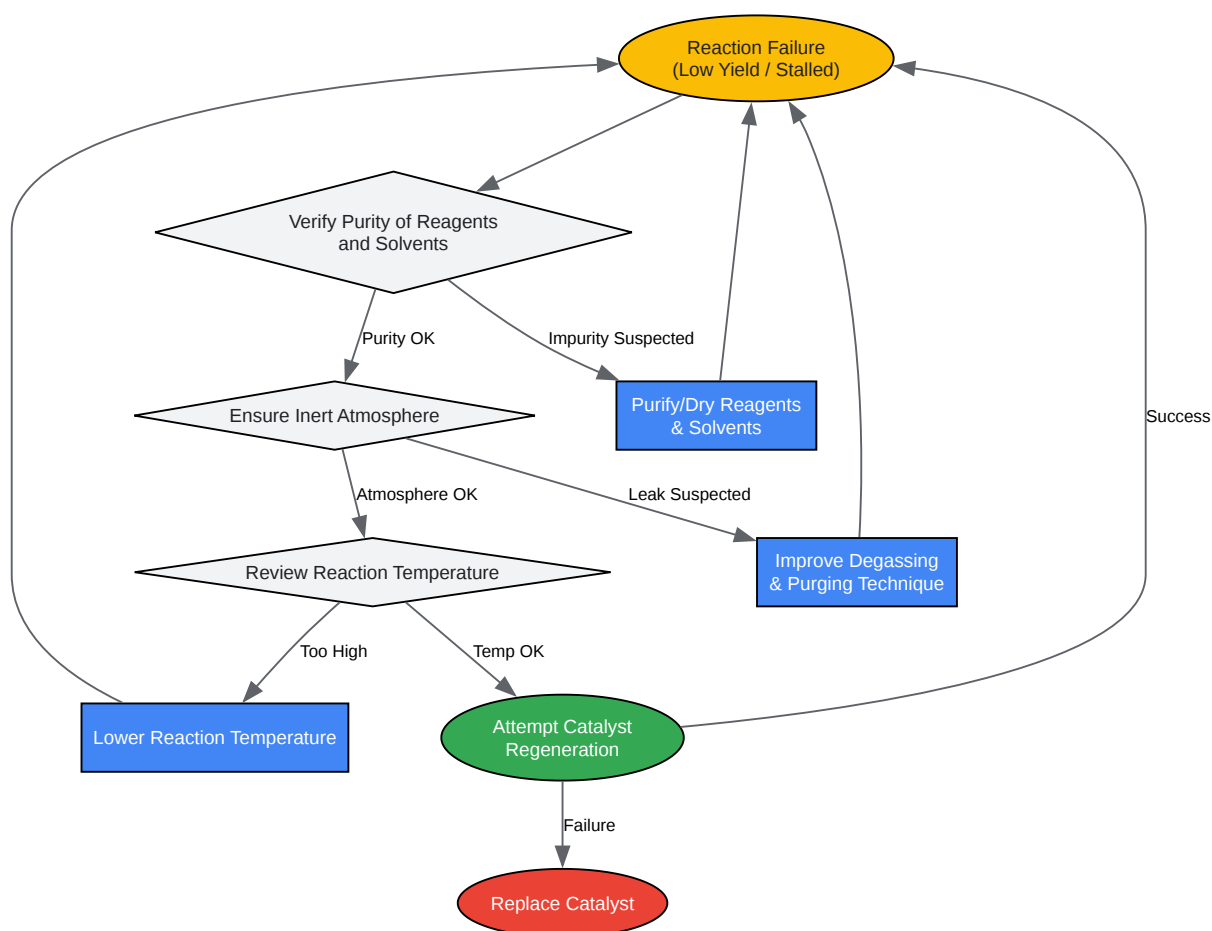 Reaction Failure
(Low Yield / Stalled)
Verify Purity of Reagents
and Solvents
Purity OK
Impurity Suspected
Ensure Inert Atmosphere
Purify/Dry Reagents
& Solvents
Success
Atmosphere OK
Leak Suspected
Review Reaction Temperature
Improve Degassing
& Purging Technique
Too High
Temp OK
Lower Reaction Temperature
Attempt Catalyst
Regeneration
Failure
Replace Catalyst